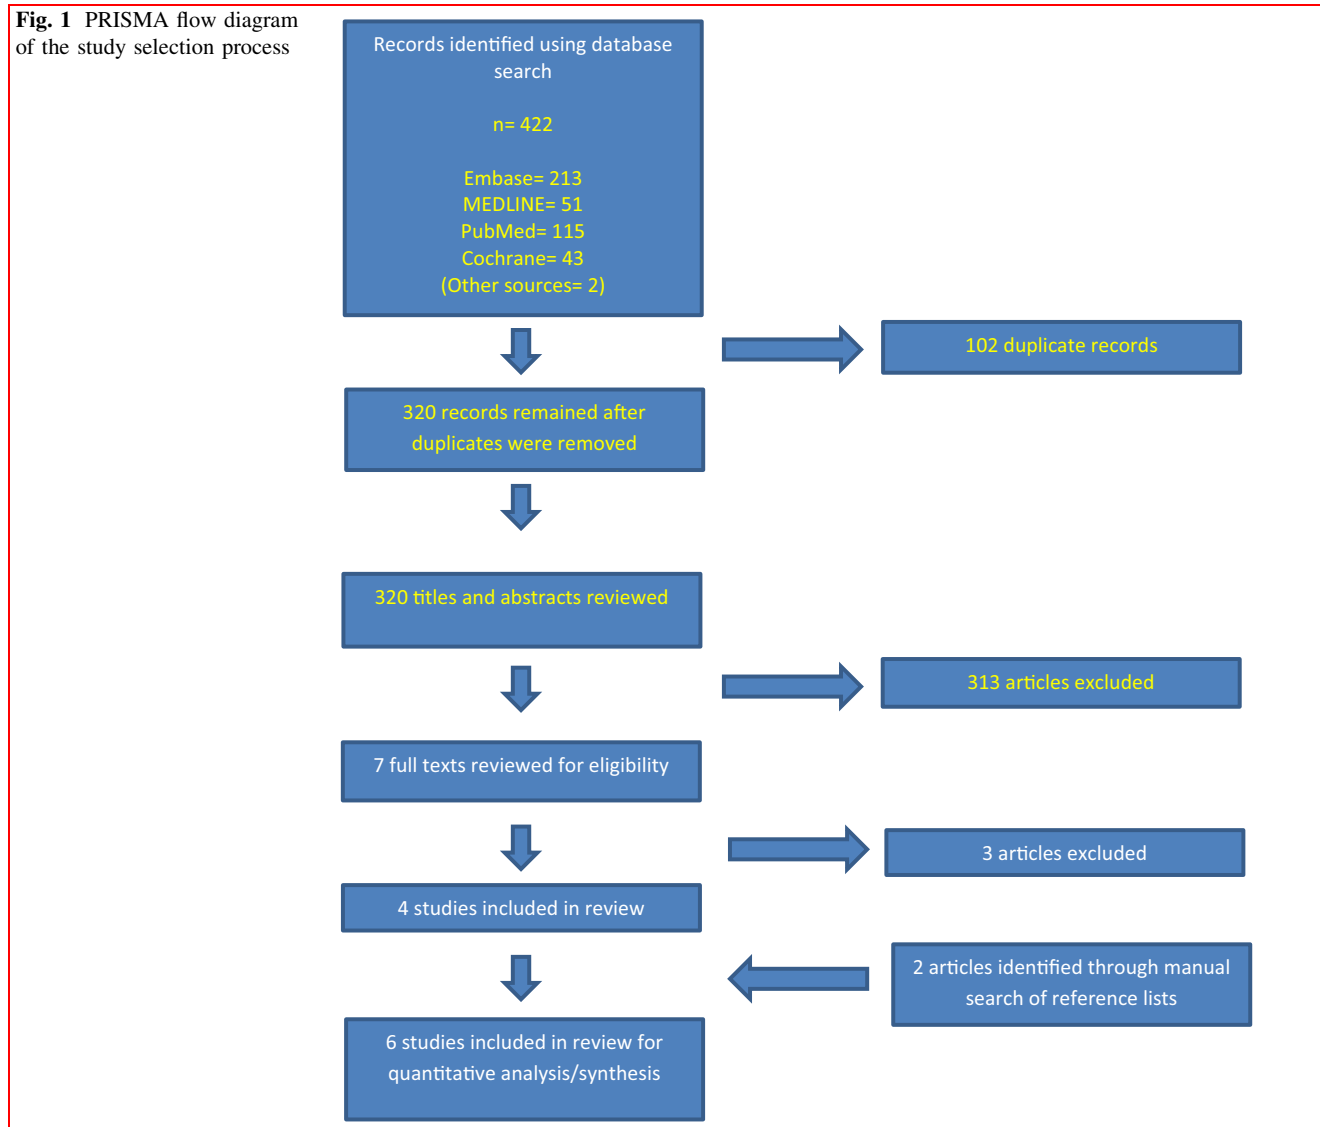 Fig. 1 PRISMA flow diagram
of the study selection process
Records identified using database
search
n= 422
Embase= 213
MEDLINE= 51
PubMed= 115
Cochrane= 43
(Other sources= 2)
102 duplicate records
320 records remained after
duplicates were removed
320 titles and abstracts reviewed
313 articles excluded
7 full texts reviewed for eligibility
3 articles excluded
4 studies included in review
2 articles identified through manual
search of reference lists
6 studies included in review for
quantitative analysis/synthesis